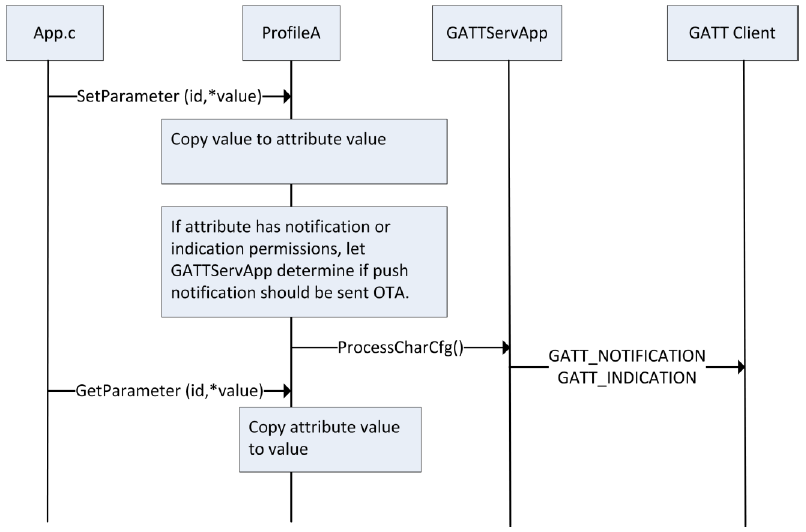 App.c
ProfileA
GATTServApp
GATT Client
SetParameter (id,*value)
Copy value to attribute value
If attribute has notification or
indication permissions, let
GATTServApp determine if push
notification should be sent OTA.
ProcessCharCfg()
GATT_NOTIFICATION
GATT_INDICATION
GetParameter (id,*value)
Copy attribute value
to value